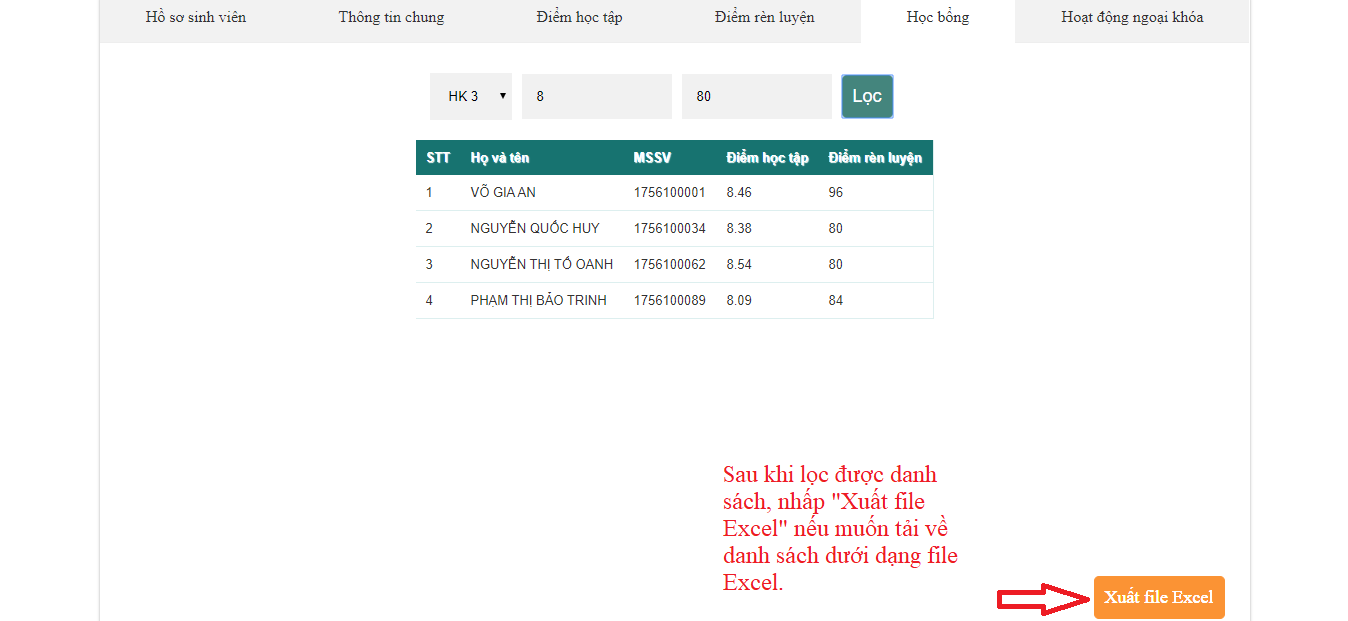 Hồ sơ sinh viên Thông tin chung Điểm học tập Điểm rèn luyện Học bổng Hoạt động ngoại khóa
HK 3 8 80 Lọc
STT Họ và tên MSSV Điểm học tập Điểm rèn luyện
1 VÕ GIA AN 1756100001 8.46 96
2 NGUYỄN QUỐC HUY 1756100034 8.38 80
3 NGUYỄN THỊ TỐ OANH 1756100062 8.54 80
4 PHẠM THỊ BẢO TRINH 1756100089 8.09 84
Sau khi lọc được danh
sách, nhấp "Xuất file
Excel" nếu muốn tải về
danh sách dưới dạng file
Excel.
Xuất file Excel